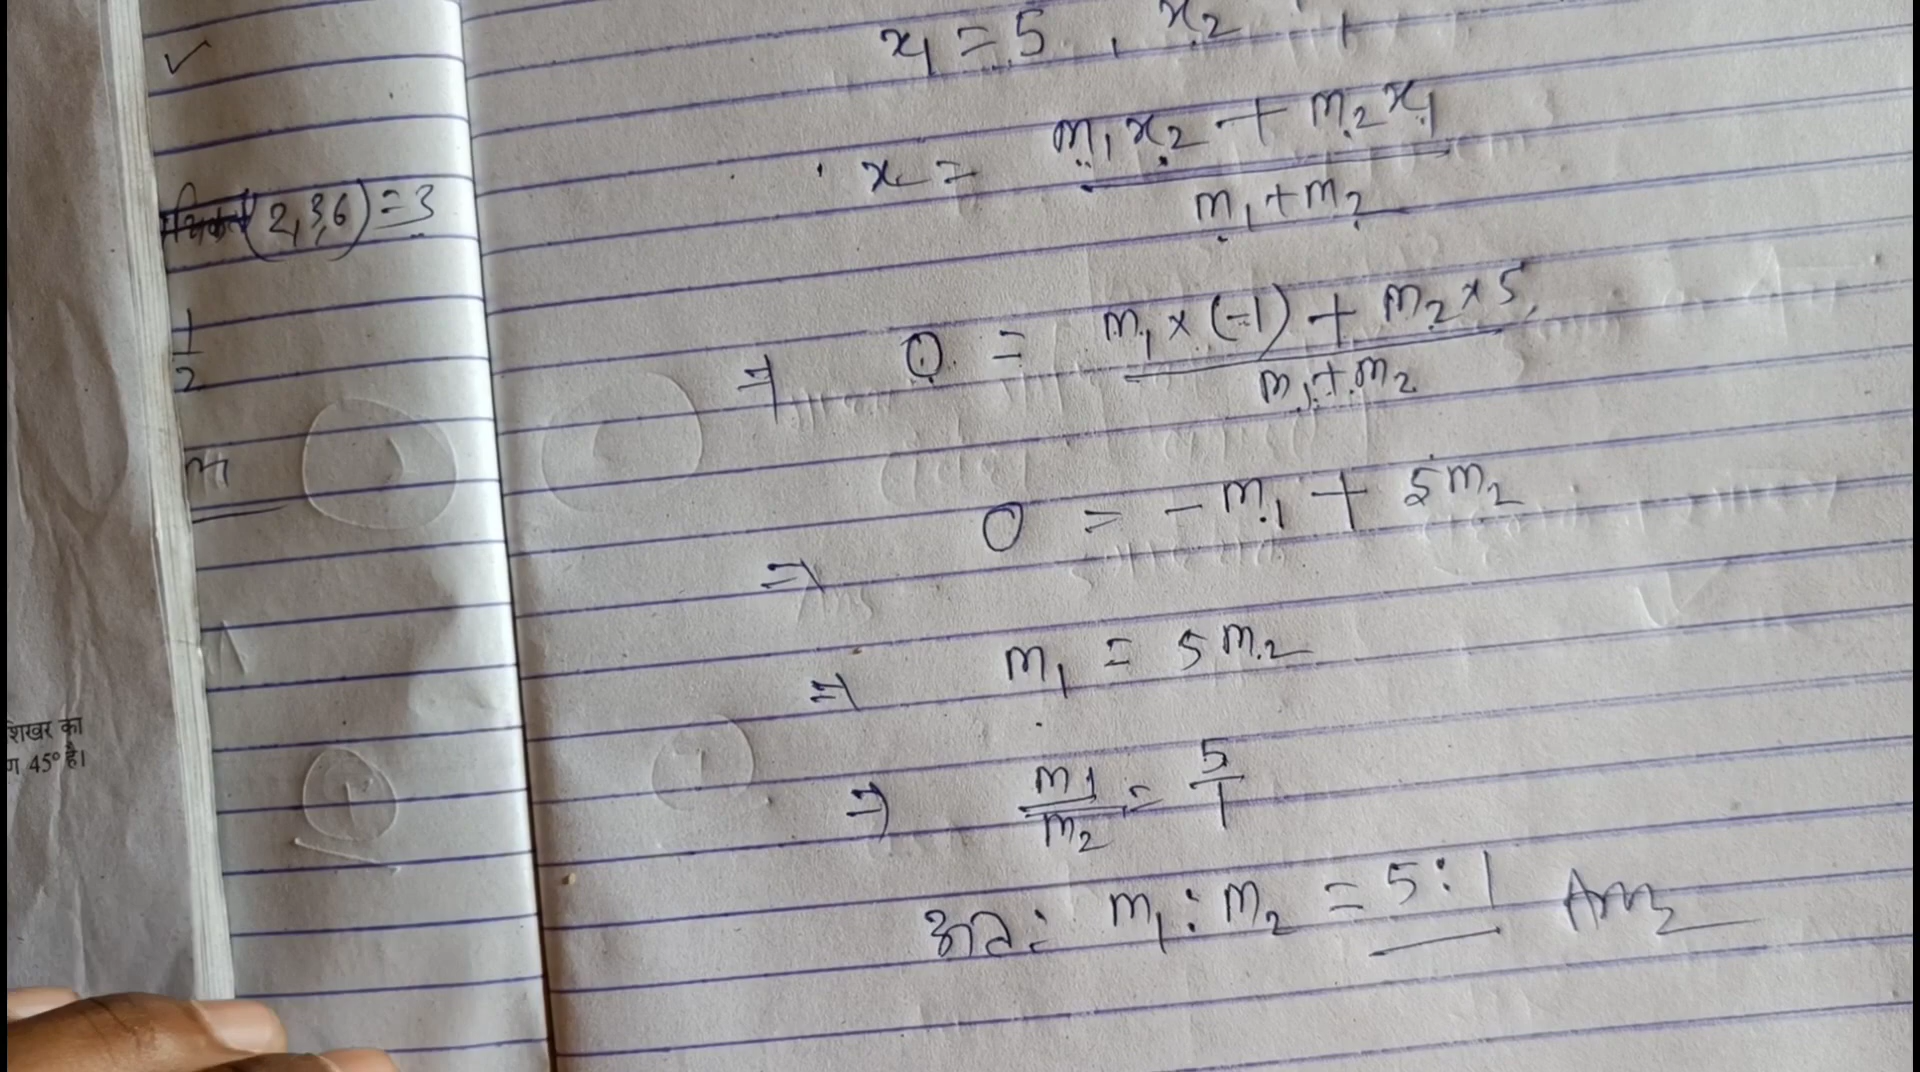 ✓
(2,3,6) = 3
1/2
m
शिखर का
45° है।
x₁ = 5 , x₂
x = (m₁x₂ + m₂x₁)/(m₁+m₂)
⇒ 0 = (m₁×(-1) + m₂×5)/(m₁+m₂)
⇒ 0 = -m₁ + 5m₂
⇒ m₁ = 5m₂
⇒ m₁/m₂ = 5/1
अतः m₁ : m₂ = 5 : 1 Ans